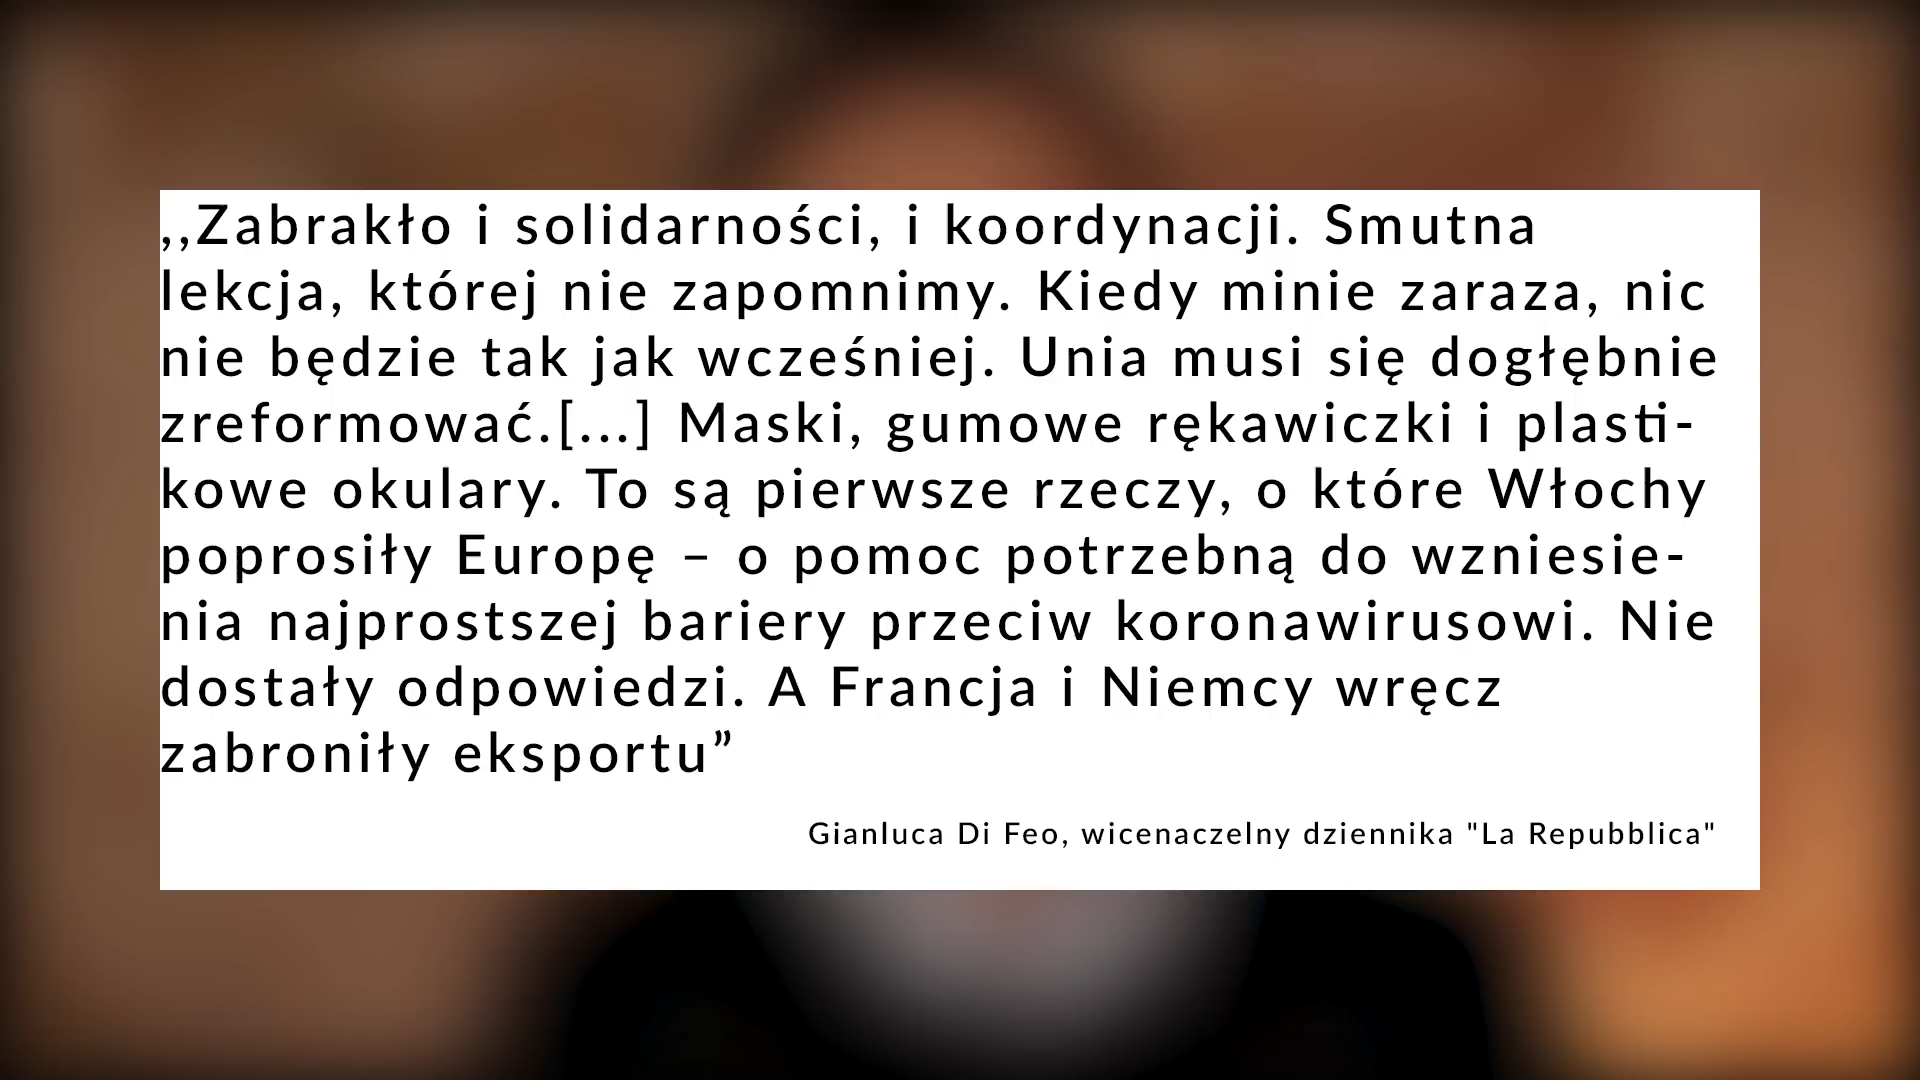 ,,Zabrakło i solidarności, i koordynacji. Smutna
lekcja, której nie zapomnimy. Kiedy minie zaraza, nic
nie będzie tak jak wcześniej. Unia musi się dogłębnie
zreformować.[...] Maski, gumowe rękawiczki i plasti-
kowe okulary. To są pierwsze rzeczy, o które Włochy
poprosiły Europę – o pomoc potrzebną do wzniesie-
nia najprostszej bariery przeciw koronawirusowi. Nie
dostały odpowiedzi. A Francja i Niemcy wręcz
zabroniły eksportu”
Gianluca Di Feo, wicenaczelny dziennika "La Repubblica"